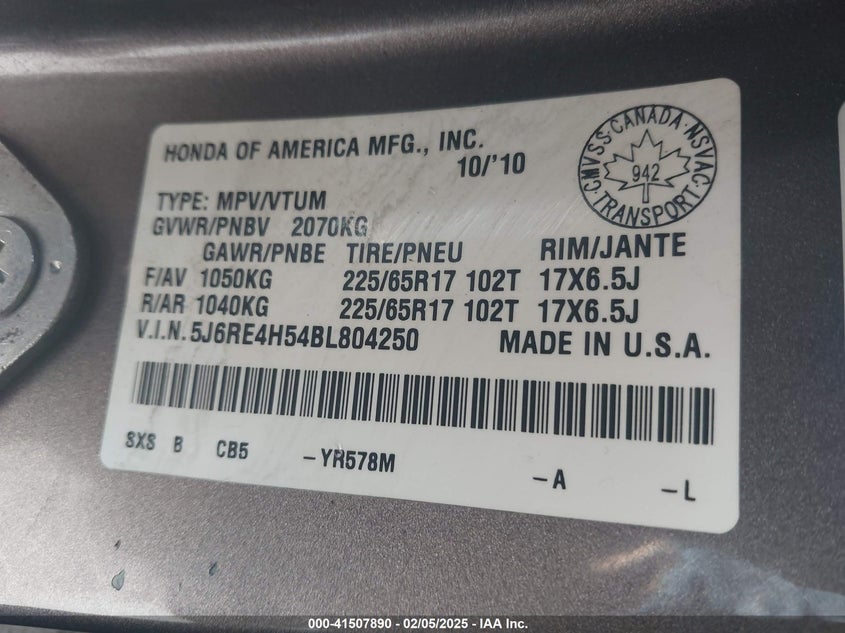 HONDA OF AMERICA MFG., INC.
10/'10
CMVSS·CANADA·NSVAC·TRANSPORT·
942
TYPE: MPV/VTUM
GVWR/PNBV 2070KG
GAWR/PNBE TIRE/PNEU RIM/JANTE
F/AV 1050KG 225/65R17 102T 17X6.5J
R/AR 1040KG 225/65R17 102T 17X6.5J
V.I.N. 5J6RE4H54BL804250 MADE IN U.S.A.
SXS B CB5 -YR578M -A -L
000-41507890 - 02/05/2025 - IAA Inc.